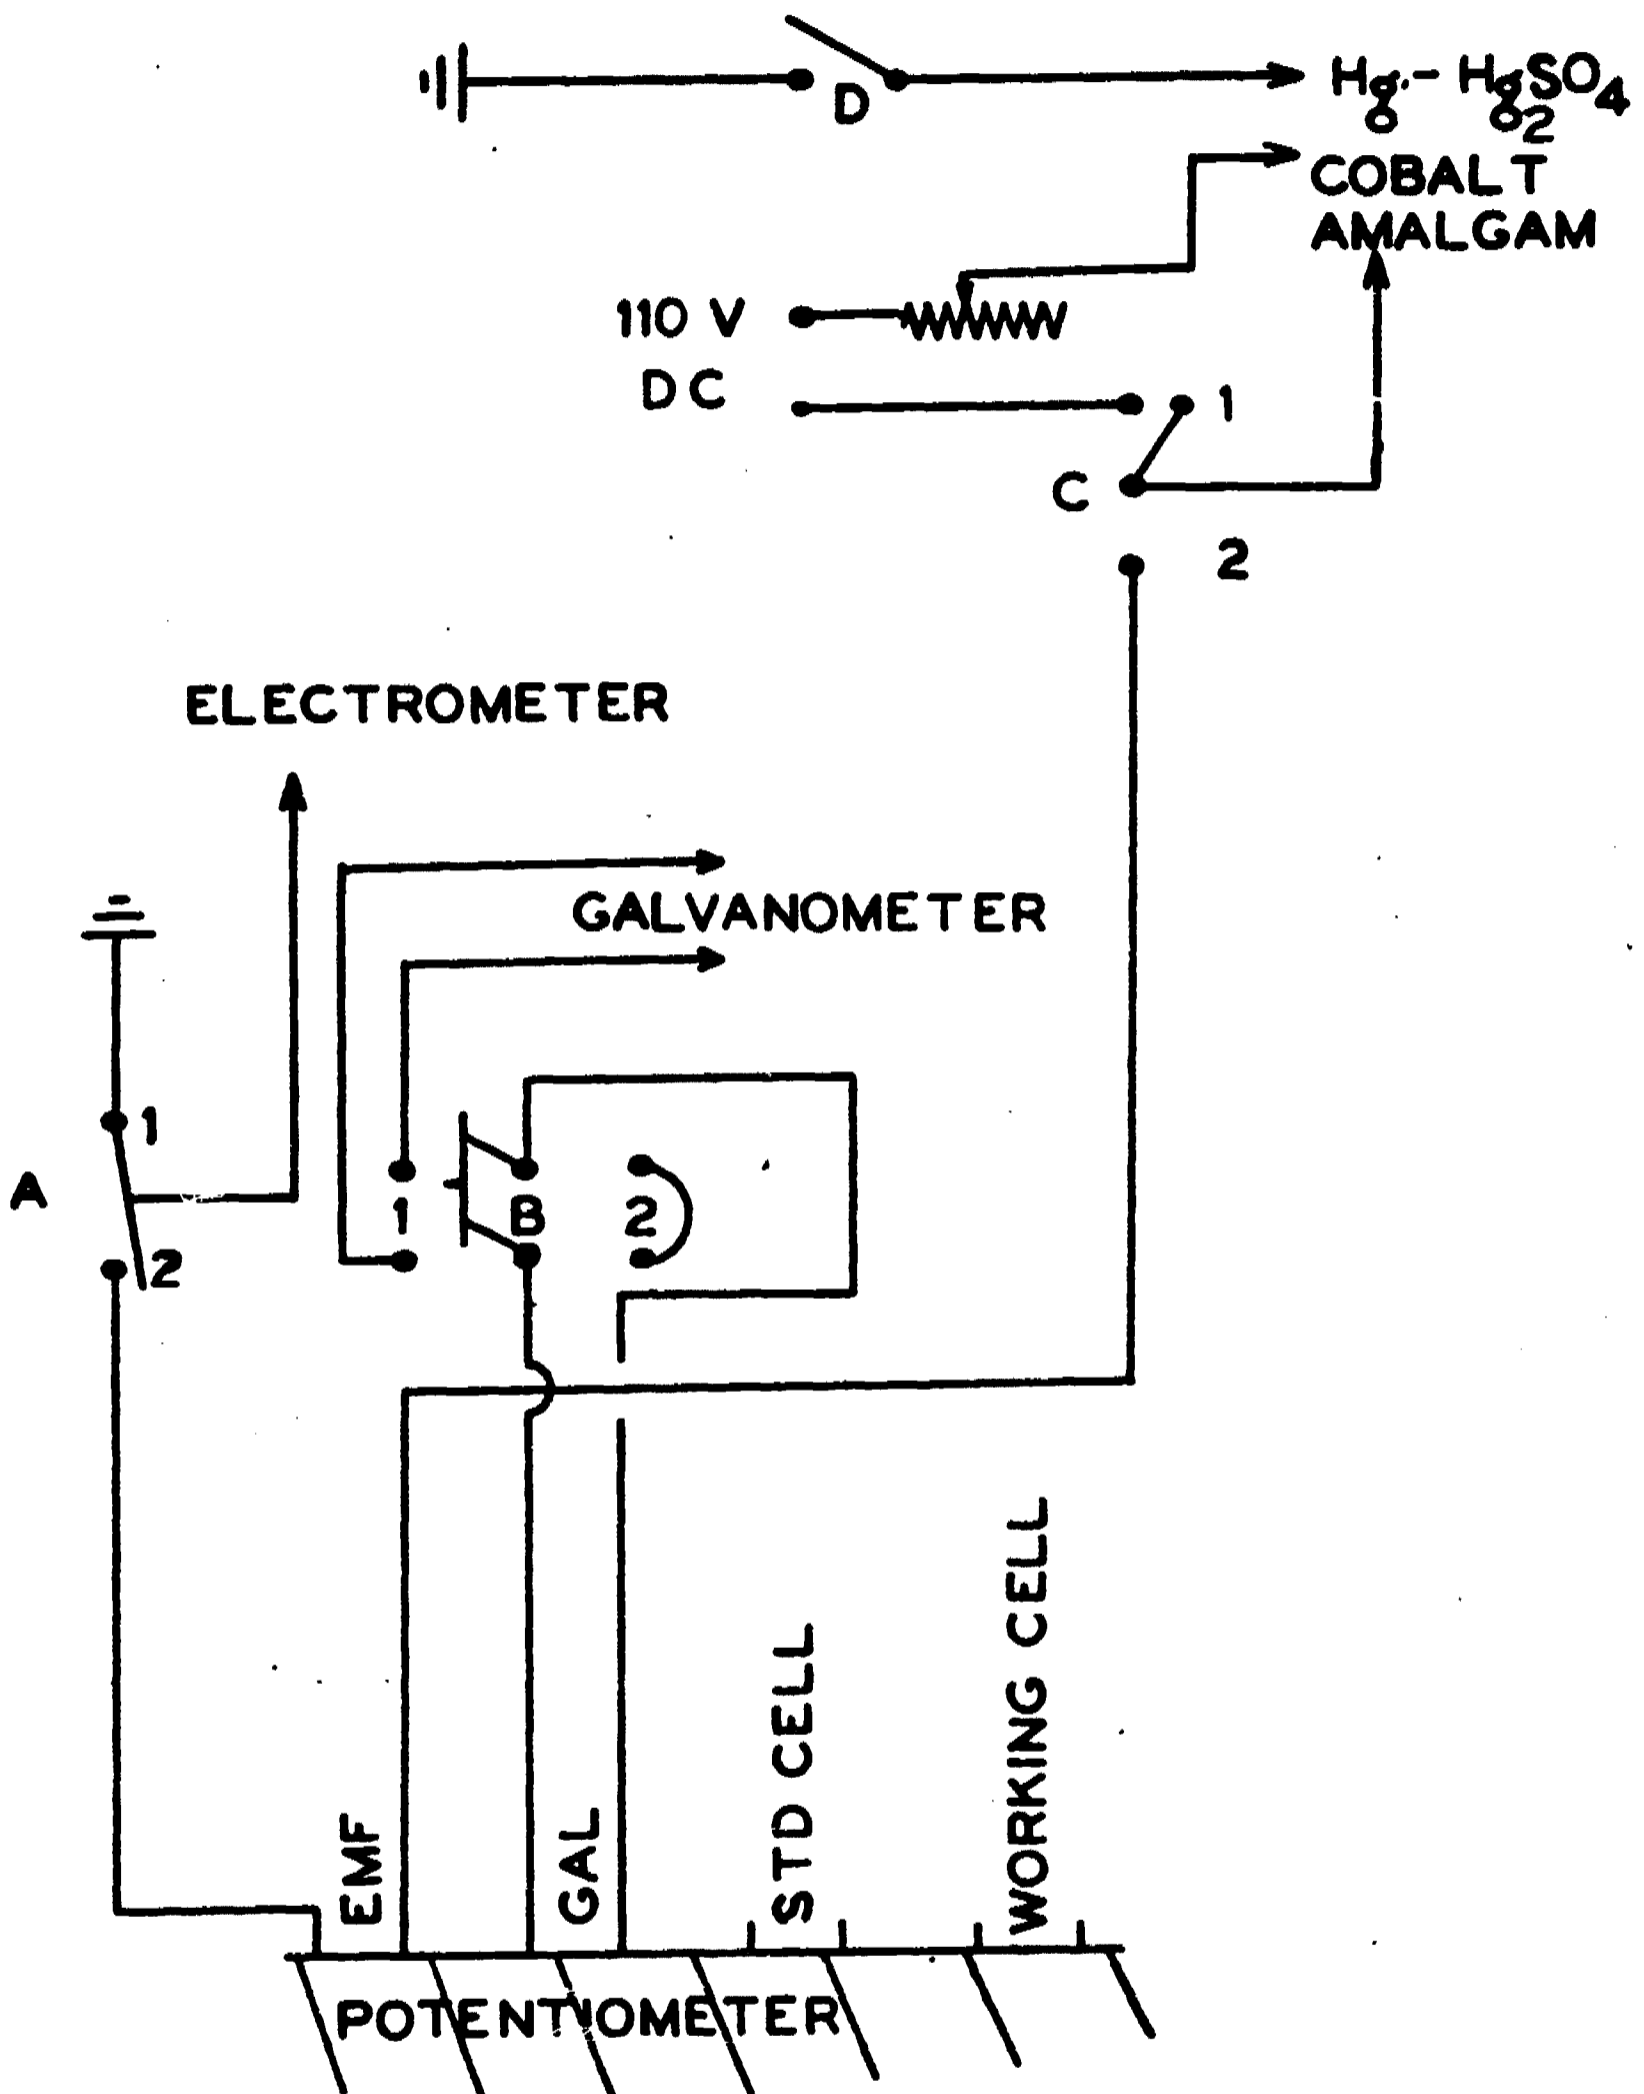 D
Hg - Hg2SO4
COBALT
AMALGAM
110 V
DC
1
C
2
ELECTROMETER
GALVANOMETER
1
A
2
1
B
2
EMF
GAL
STD CELL
WORKING CELL
POTENTIOMETER